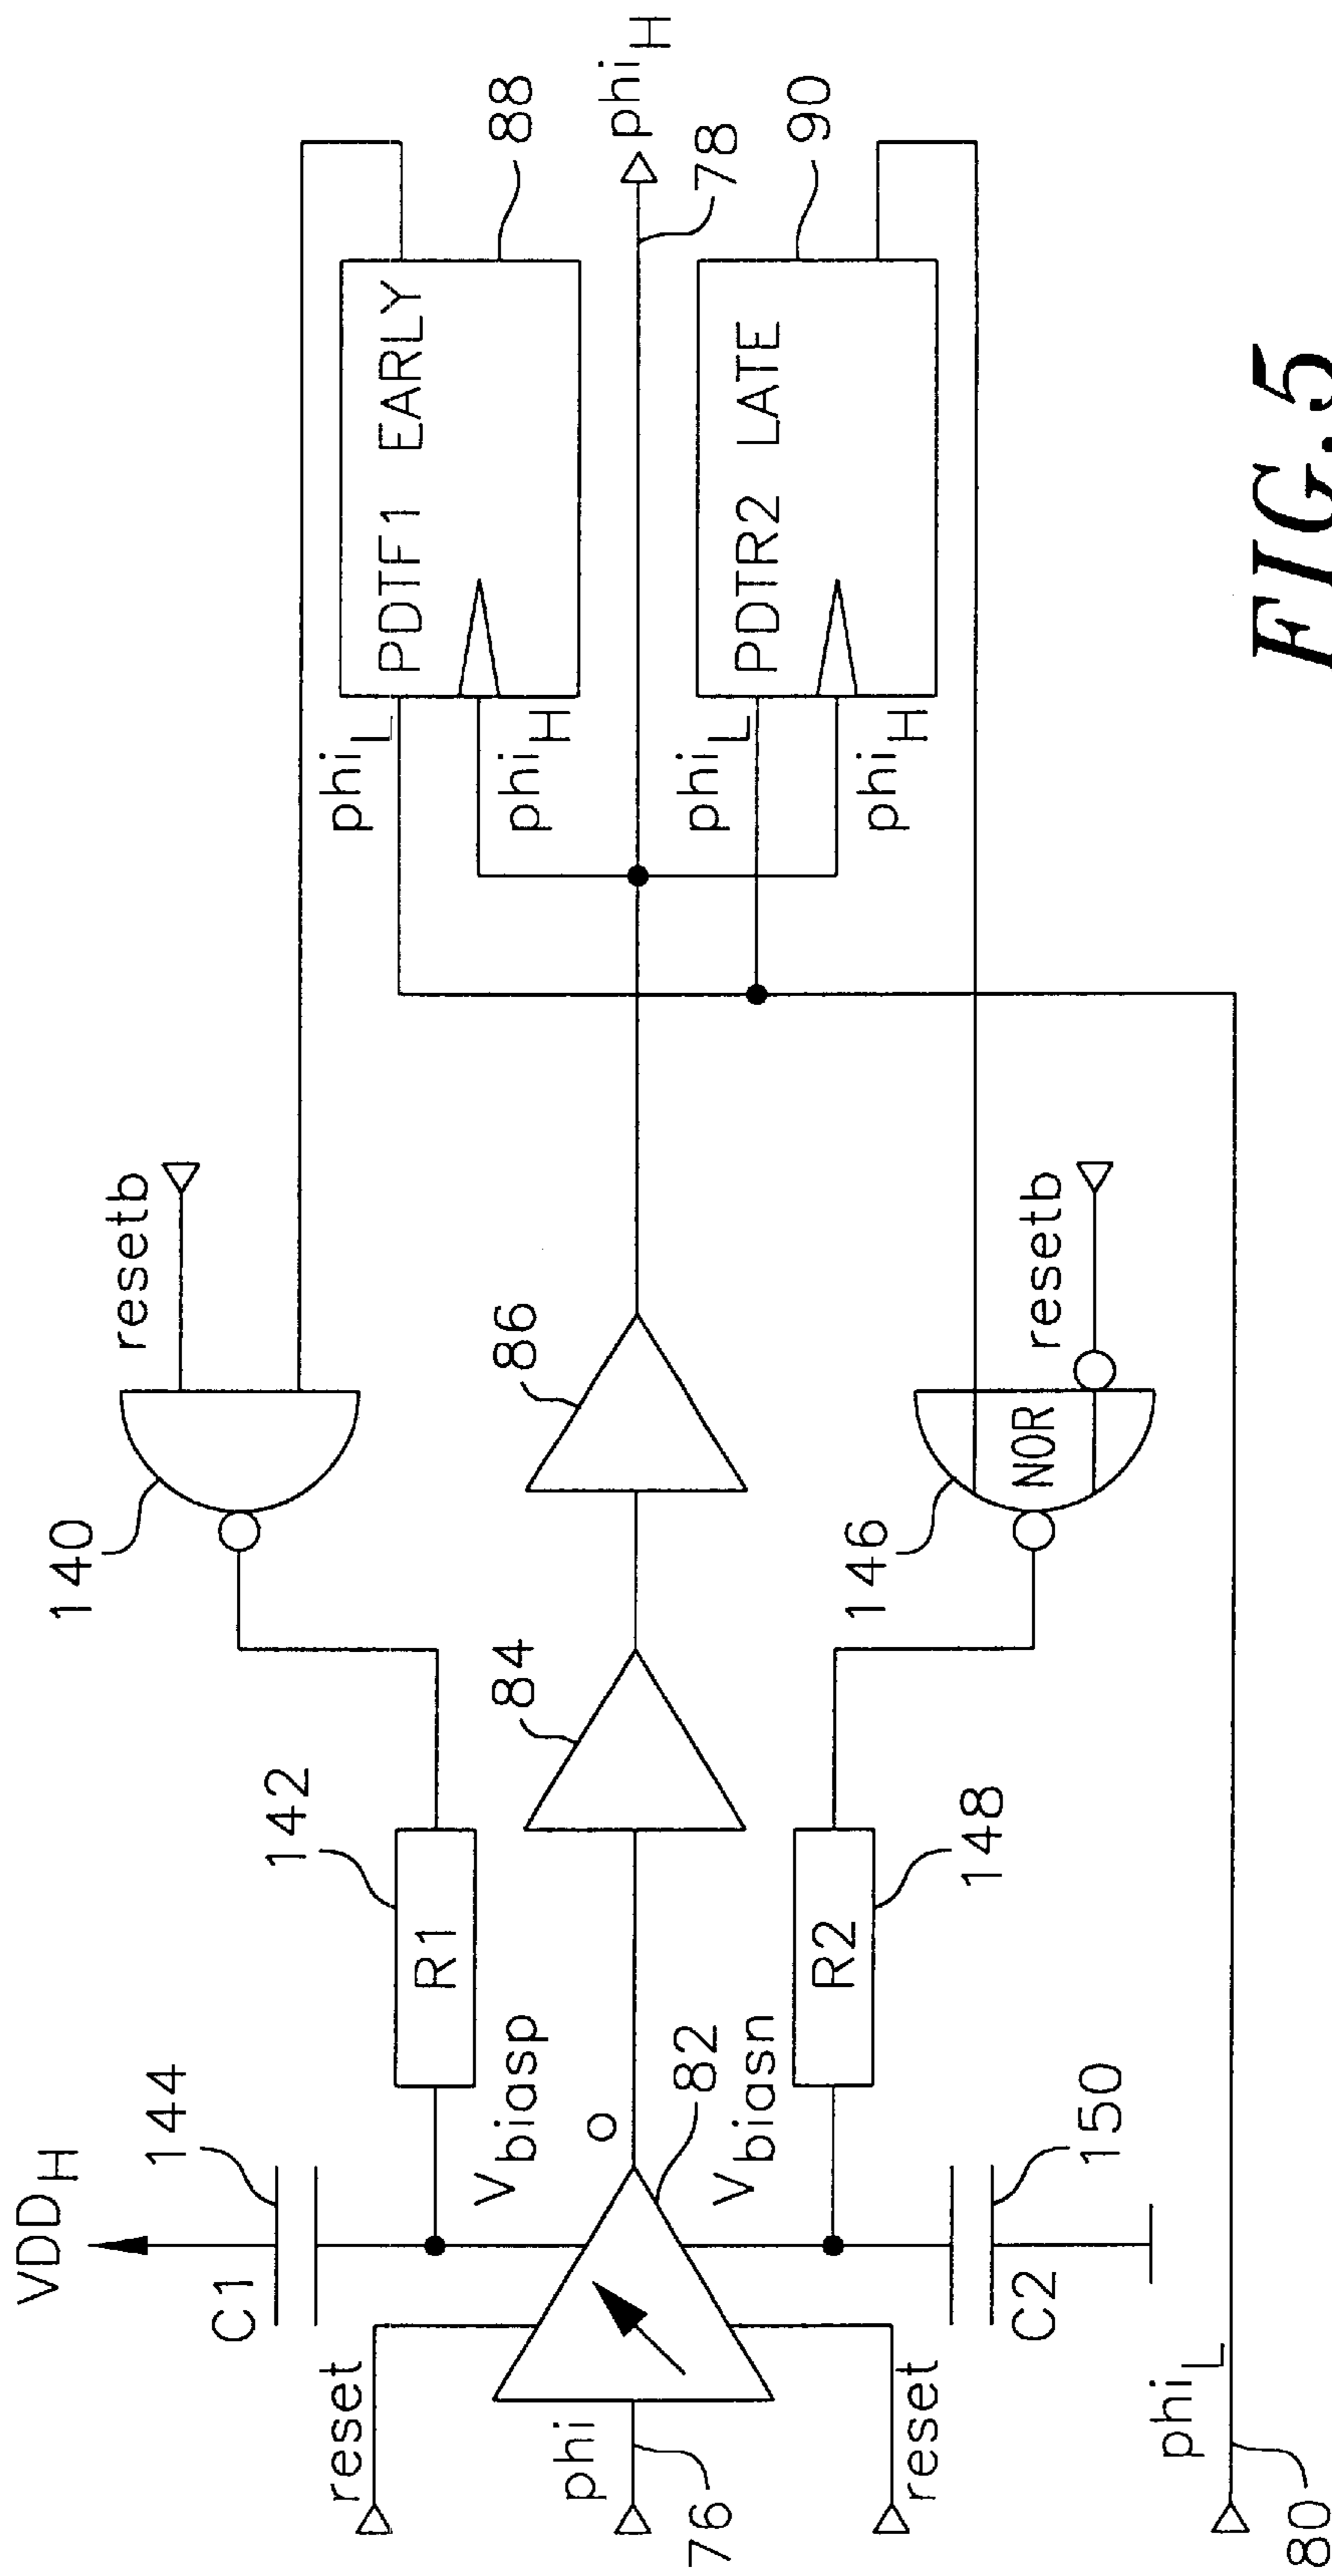 VDD_H
144
C1
reset
142
R1
V_biasp
140
resetb
phi
76
82
O
84
86
phi_L
PDTF1 EARLY
phi_H
88
phi_H
78
phi_L
PDTR2 LATE
phi_H
90
reset
V_biasn
R2
148
C2
150
146
NOR
resetb
phi_L
80
FIG.5